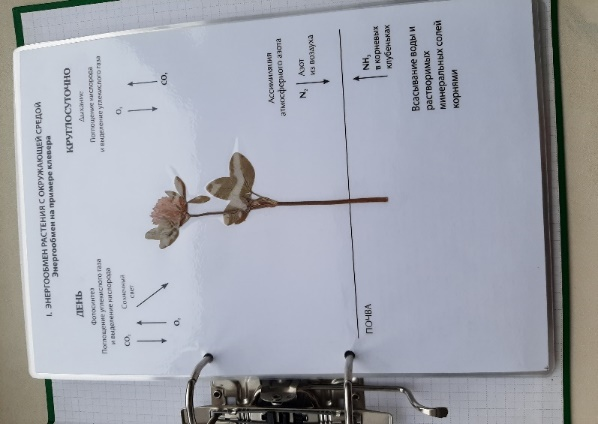 I. ЭНЕРГООБМЕН РАСТЕНИЯ С ОКРУЖАЮЩЕЙ СРЕДОЙ
Энергообмен на примере клевера
ДЕНЬ
Фотосинтез
Поглощение углекислого газа
и выделение кислорода
CO₂
O₂
Солнечный
свет
КРУГЛОСУТОЧНО
Дыхание
Поглощение кислорода
и выделение углекислого газа
O₂
CO₂
Ассимиляция
атмосферного азота
N₂
Азот
из воздуха
ПОЧВА
NH₃
в корневых
клубеньках
Всасывание воды и
растворимых
минеральных солей
корнями